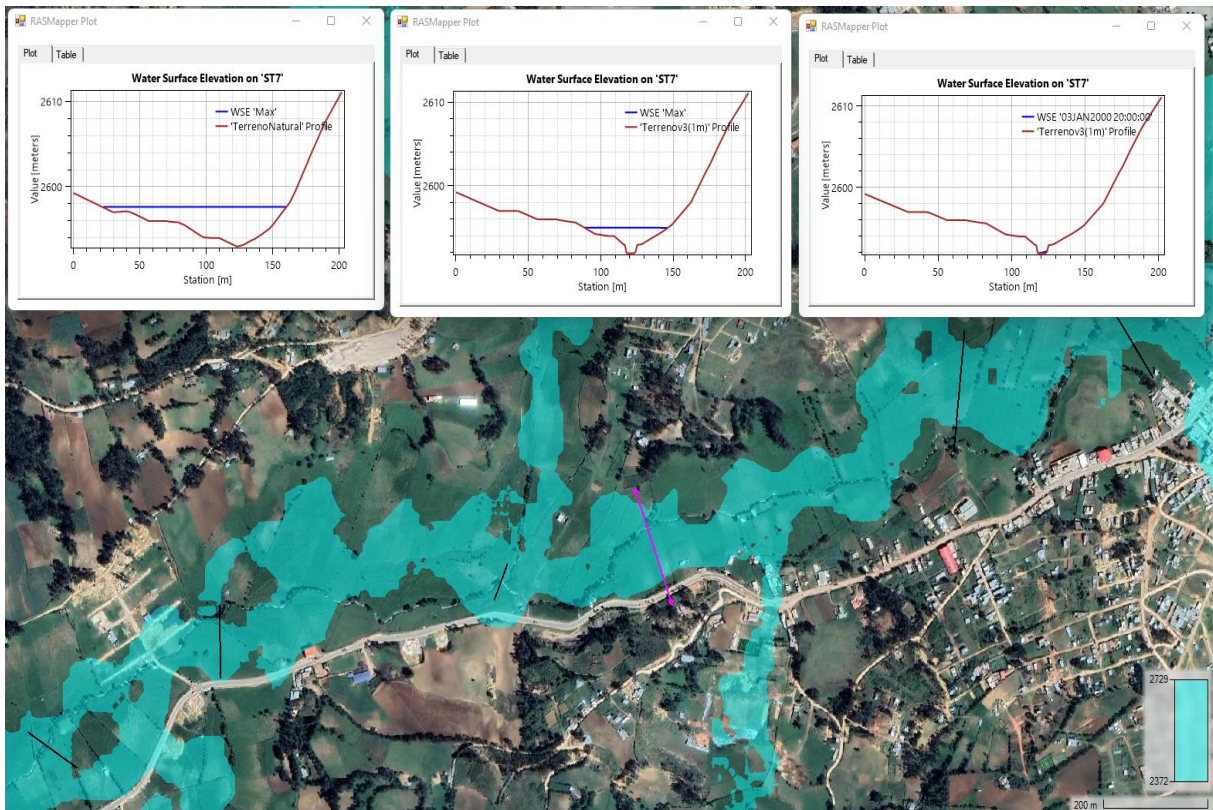 RASMapper Plot
Plot Table
Water Surface Elevation on 'ST7'
WSE 'Max'
'TerrenoNatural' Profile
Value [meters]
2610
2600
0 50 100 150 200
Station [m]
RASMapper Plot
Plot Table
Water Surface Elevation on 'ST7'
WSE 'Max'
'Terrenov3(1m)' Profile
Value [meters]
2610
2600
0 50 100 150 200
Station [m]
RASMapper Plot
Plot Table
Water Surface Elevation on 'ST7'
WSE '03JAN2000 20:00:00'
'Terrenov3(1m)' Profile
Value [meters]
2610
2600
0 50 100 150 200
Station [m]
2729
2372
200 m